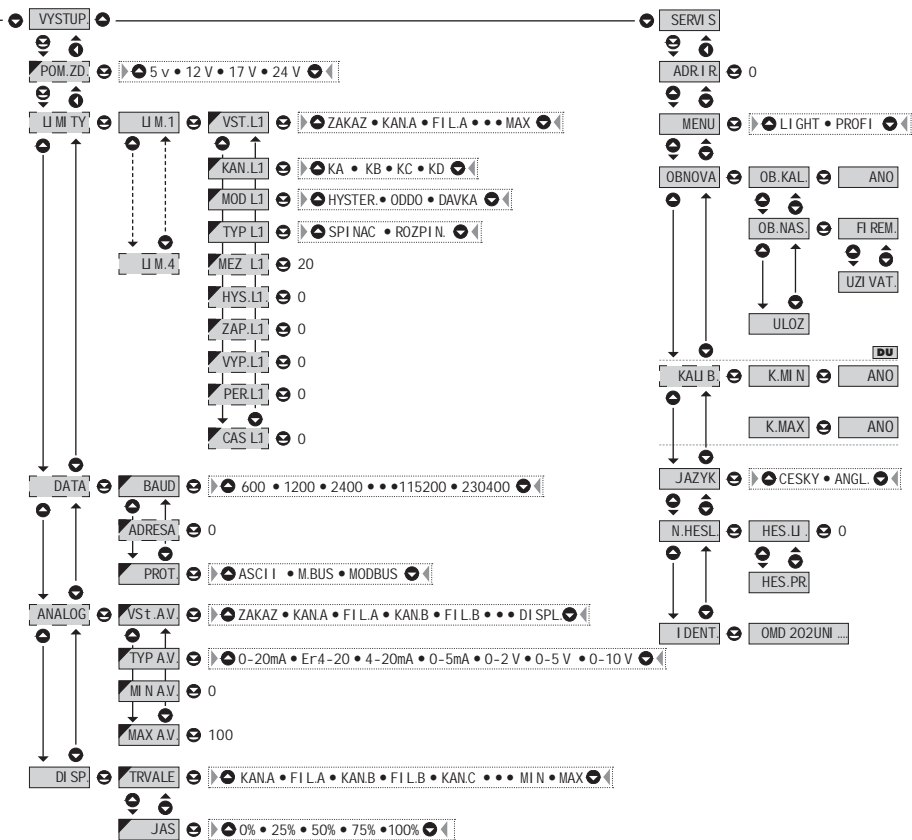 VYSTUP.
POM.ZD. 5 v • 12 V • 17 V • 24 V
LIMITY LIM.1 VST.L1 ZAKAZ • KAN.A • FIL.A • • • MAX
KAN.L1 KA • KB • KC • KD
MOD L1 HYSTER. • ODDO • DAVKA
TYP L1 SPINAC • ROZPIN.
LIM.4 MEZ L1 20
HYS.L1 0
ZAP.L1 0
VYP.L1 0
PER.L1 0
CAS L1 0
DATA BAUD 600 • 1200 • 2400 • • • 115200 • 230400
ADRESA 0
PROT. ASCII • M.BUS • MODBUS
ANALOG VSt.A.V. ZAKAZ • KAN.A • FIL.A • KAN.B • FIL.B • • • DISPL.
TYP A.V. 0-20mA • Er4-20 • 4-20mA • 0-5mA • 0-2 V • 0-5 V • 0-10 V
MIN A.V. 0
MAX A.V. 100
DISP. TRVALE KAN.A • FIL.A • KAN.B • FIL.B • KAN.C • • • MIN • MAX
JAS 0% • 25% • 50% • 75% • 100%
SERVIS
ADR.IR. 0
MENU LIGHT • PROFI
OBNOVA OB.KAL. ANO
OB.NAS. FIREM.
UZIVAT.
ULOZ
DU
KALIB. K.MIN ANO
K.MAX ANO
JAZYK CESKY • ANGL.
N.HESL. HES.LI. 0
HES.PR.
IDENT. OMD 202UNI ....